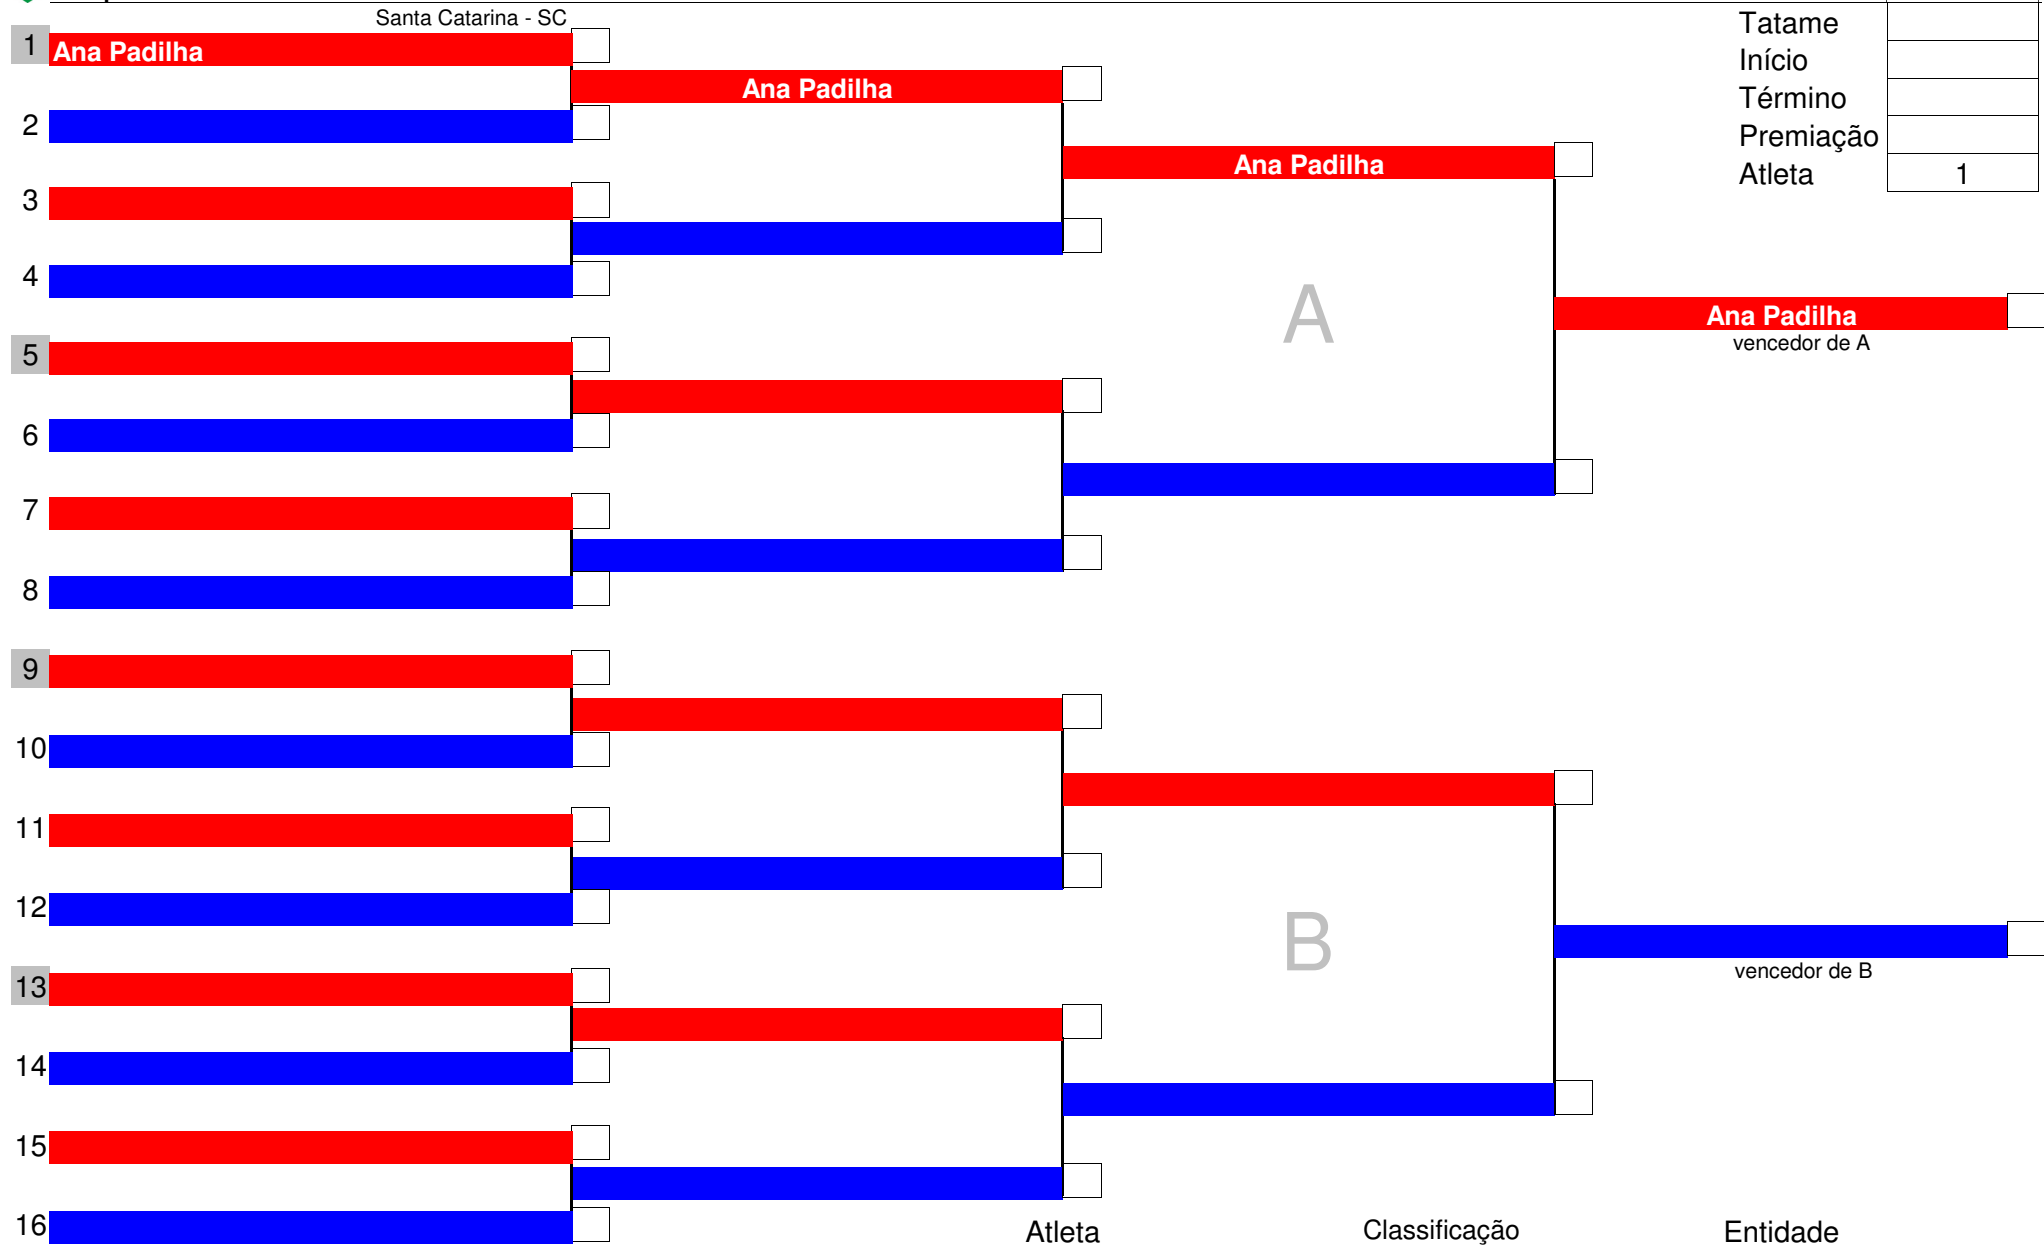 Santa Catarina - SC
Tatame
1 Ana Padilha
Início
Ana Padilha
Término
2
Premiação
Ana Padilha
Atleta 1
3
4
A
Ana Padilha
vencedor de A
5
6
7
8
9
10
11
12
B
vencedor de B
13
14
15
16
Atleta Classificação Entidade